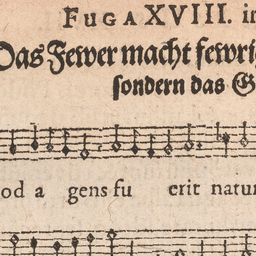 FUGA XVIII. in
Das Fewer macht fewrig
sondern das G
od a gens fu erit natur